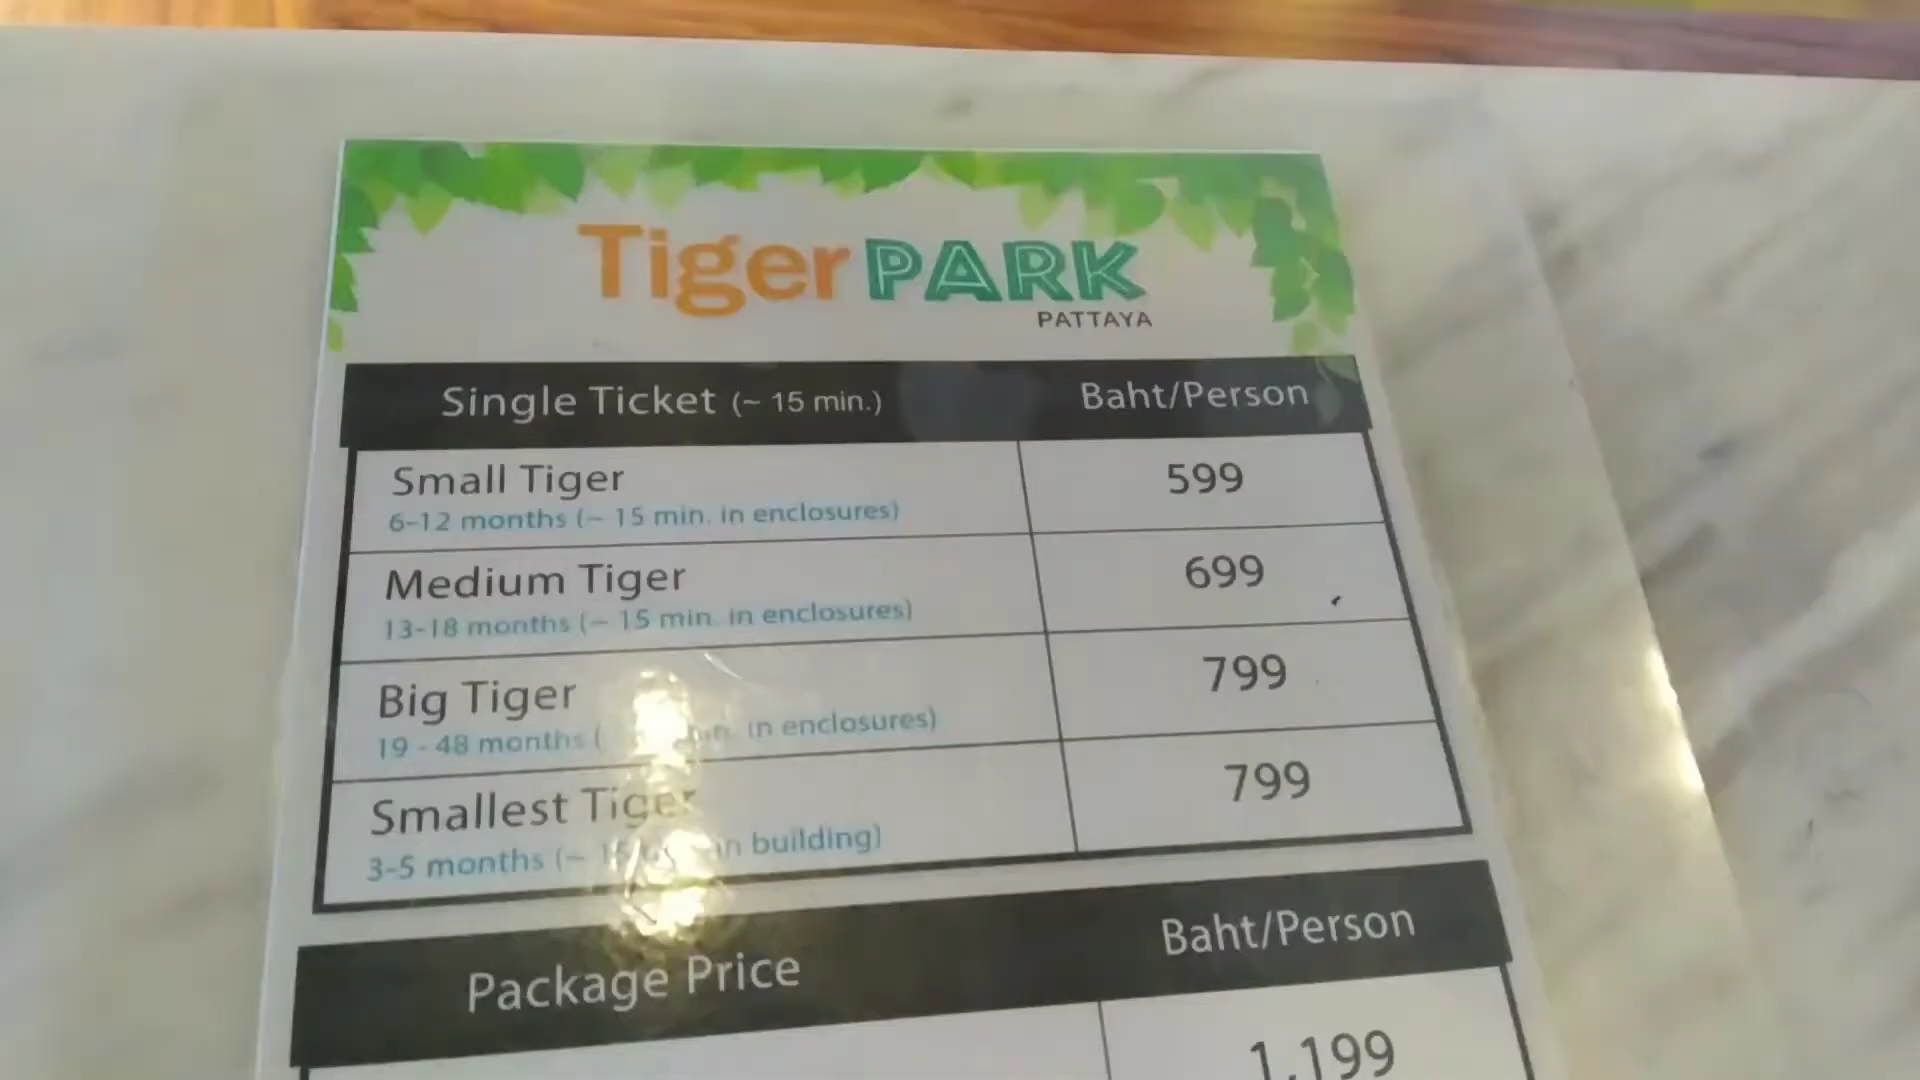 Tiger PARK
PATTAYA
Single Ticket (~ 15 min.) Baht/Person
Small Tiger 599
6-12 months (~ 15 min. in enclosures)
Medium Tiger 699
13-18 months (~ 15 min. in enclosures)
Big Tiger 799
19 - 48 months ( in enclosures)
Smallest Tiger 799
3-5 months (~ in building)
Package Price Baht/Person
1,199